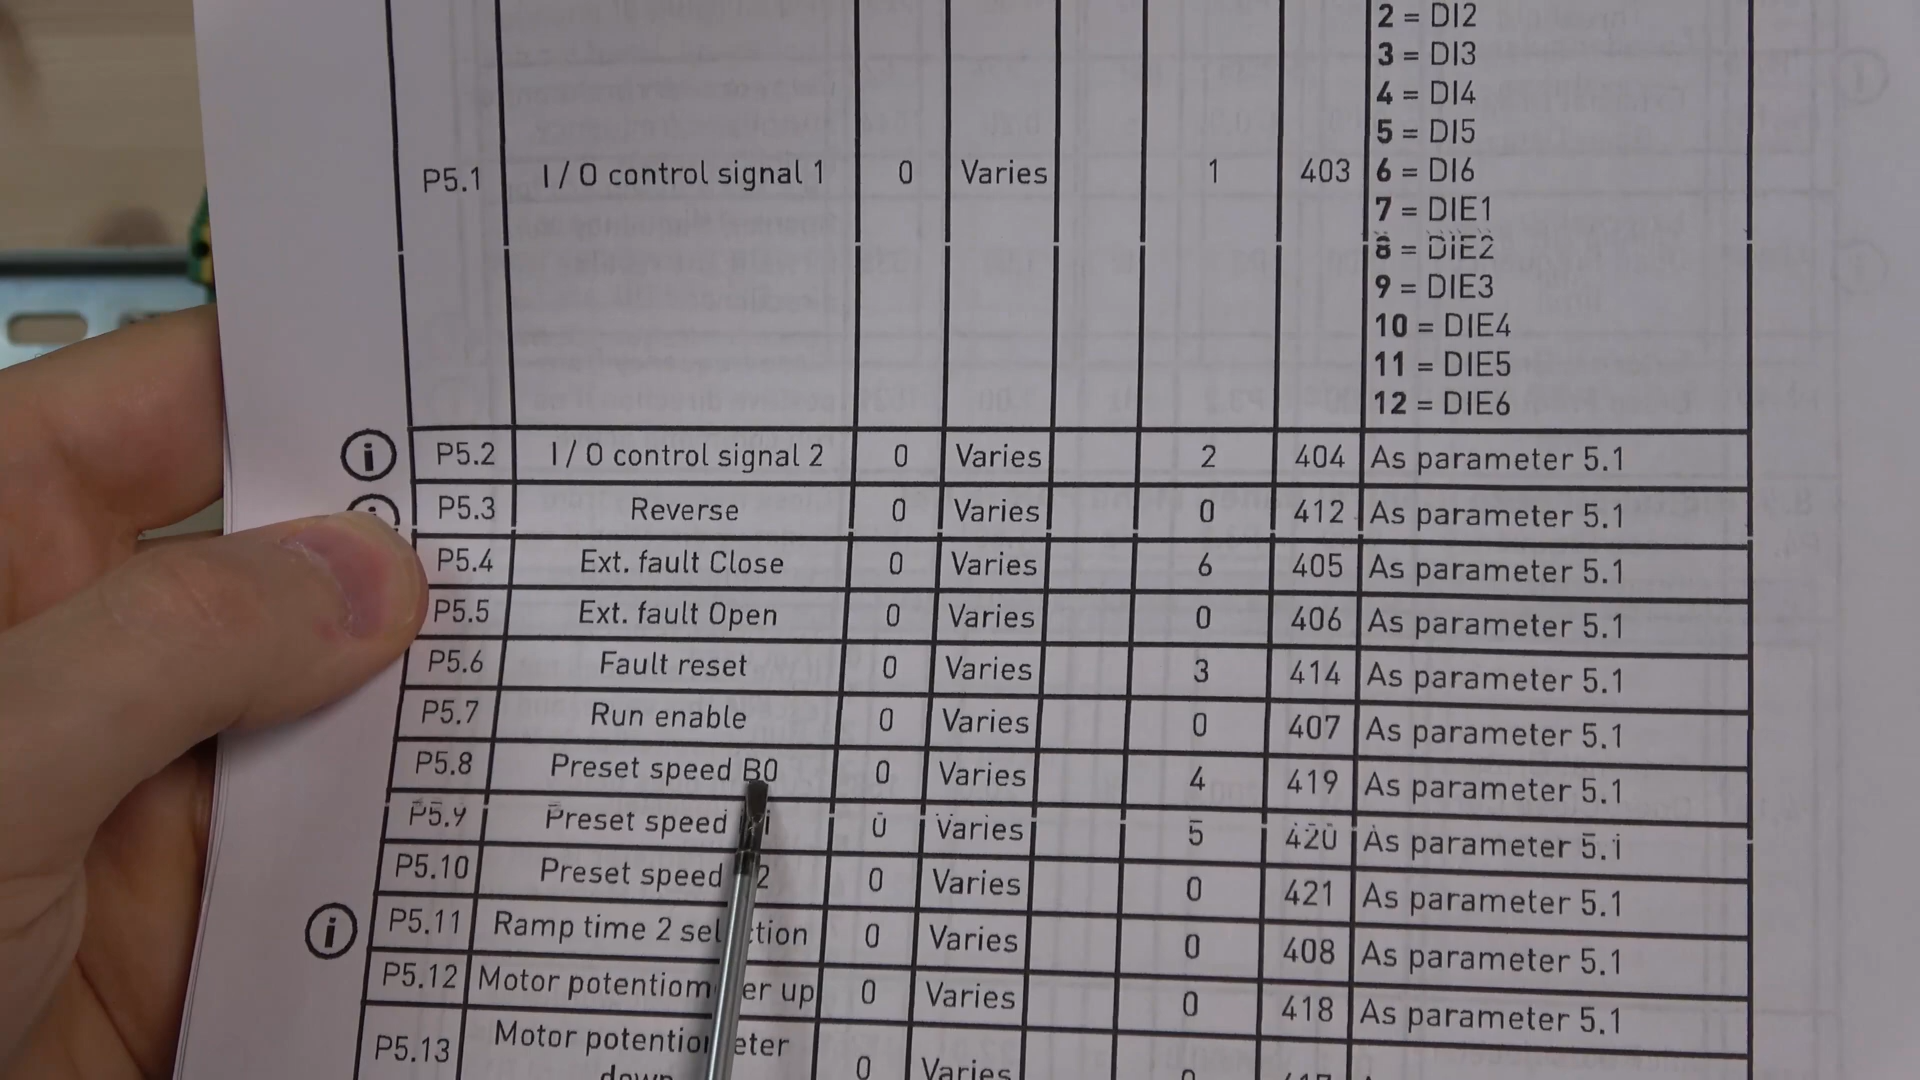 2 = DI2
3 = DI3
4 = DI4
5 = DI5
P5.1 I / O control signal 1 0 Varies 1 403 6 = DI6
7 = DIE1
8 = DIE2
9 = DIE3
10 = DIE4
11 = DIE5
12 = DIE6
i P5.2 I / O control signal 2 0 Varies 2 404 As parameter 5.1
i P5.3 Reverse 0 Varies 0 412 As parameter 5.1
P5.4 Ext. fault Close 0 Varies 6 405 As parameter 5.1
P5.5 Ext. fault Open 0 Varies 0 406 As parameter 5.1
P5.6 Fault reset 0 Varies 3 414 As parameter 5.1
P5.7 Run enable 0 Varies 0 407 As parameter 5.1
P5.8 Preset speed B0 0 Varies 4 419 As parameter 5.1
P5.9 Preset speed 0 Varies 5 420 As parameter 5.1
P5.10 Preset speed 2 0 Varies 0 421 As parameter 5.1
i P5.11 Ramp time 2 selection 0 Varies 0 408 As parameter 5.1
P5.12 Motor potentiometer up 0 Varies 0 418 As parameter 5.1
P5.13 Motor potentiometer
down 0 Varies 0